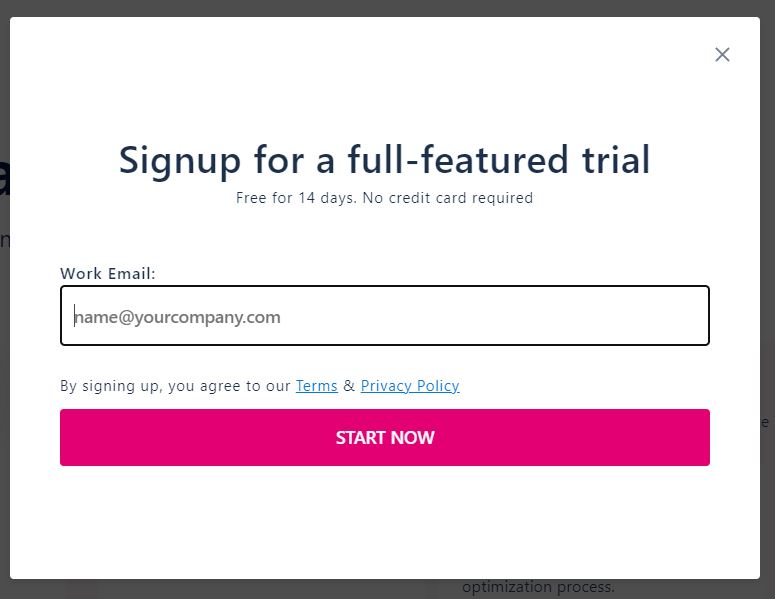 Signup for a full-featured trial
Free for 14 days. No credit card required
Work Email:
name@yourcompany.com
By signing up, you agree to our Terms & Privacy Policy
START NOW
optimization process.